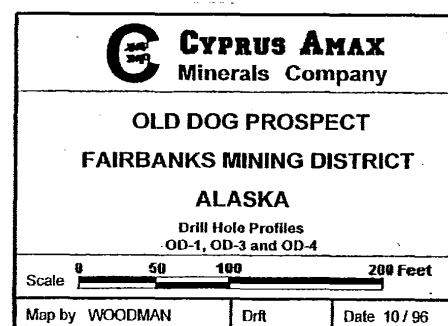 CYPRUS AMAX
Minerals Company
OLD DOG PROSPECT
FAIRBANKS MINING DISTRICT
ALASKA
Drill Hole Profiles
OD-1, OD-3 and OD-4
0 50 100 200 Feet
Scale
Map by WOODMAN Drft Date 10/96